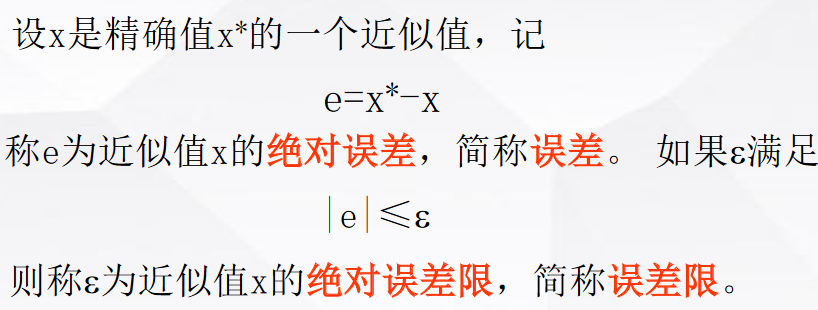 设x是精确值x*的一个近似值，记
e=x*-x
称e为近似值x的绝对误差，简称误差。 如果ε满足
|e|≤ε
则称ε为近似值x的绝对误差限，简称误差限。